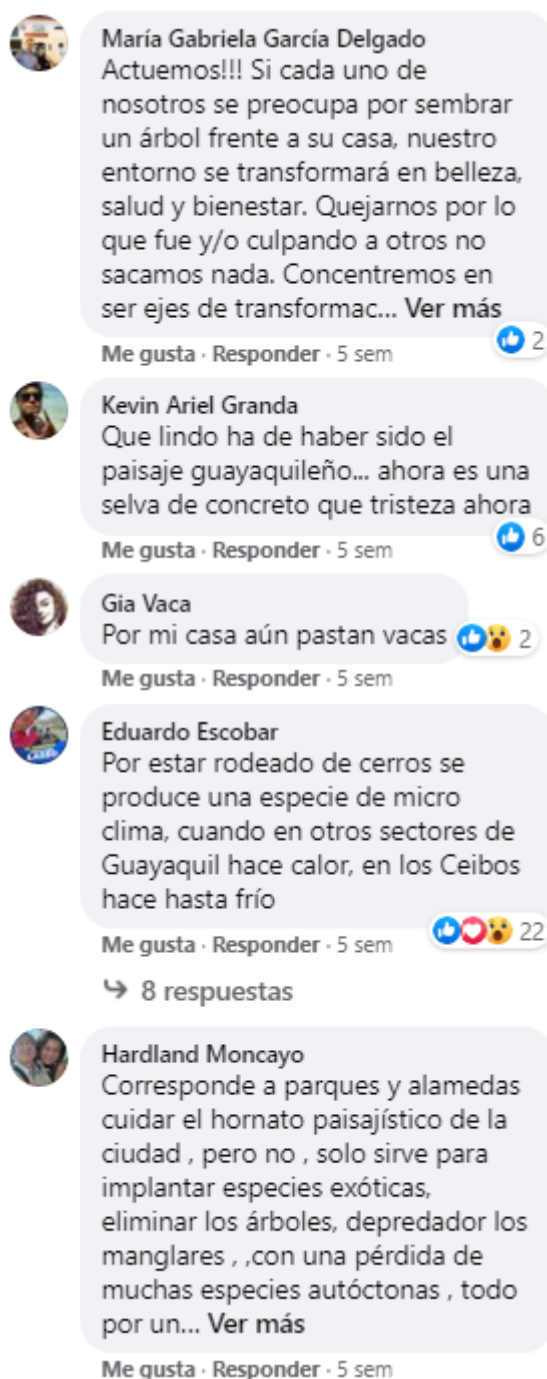 María Gabriela García Delgado
Actuemos!!! Si cada uno de
nosotros se preocupa por sembrar
un árbol frente a su casa, nuestro
entorno se transformará en belleza,
salud y bienestar. Quejarnos por lo
que fue y/o culpando a otros no
sacamos nada. Concentremos en
ser ejes de transformac... Ver más
2
Me gusta · Responder · 5 sem
Kevin Ariel Granda
Que lindo ha de haber sido el
paisaje guayaquileño... ahora es una
selva de concreto que tristeza ahora
6
Me gusta · Responder · 5 sem
Gia Vaca
Por mi casa aún pastan vacas 2
Me gusta · Responder · 5 sem
Eduardo Escobar
Por estar rodeado de cerros se
produce una especie de micro
clima, cuando en otros sectores de
Guayaquil hace calor, en los Ceibos
hace hasta frío
22
Me gusta · Responder · 5 sem
8 respuestas
Hardland Moncayo
Corresponde a parques y alamedas
cuidar el hornato paisajístico de la
ciudad , pero no , solo sirve para
implantar especies exóticas,
eliminar los árboles, depredador los
manglares , ,con una pérdida de
muchas especies autóctonas , todo
por un... Ver más
Me gusta · Responder · 5 sem